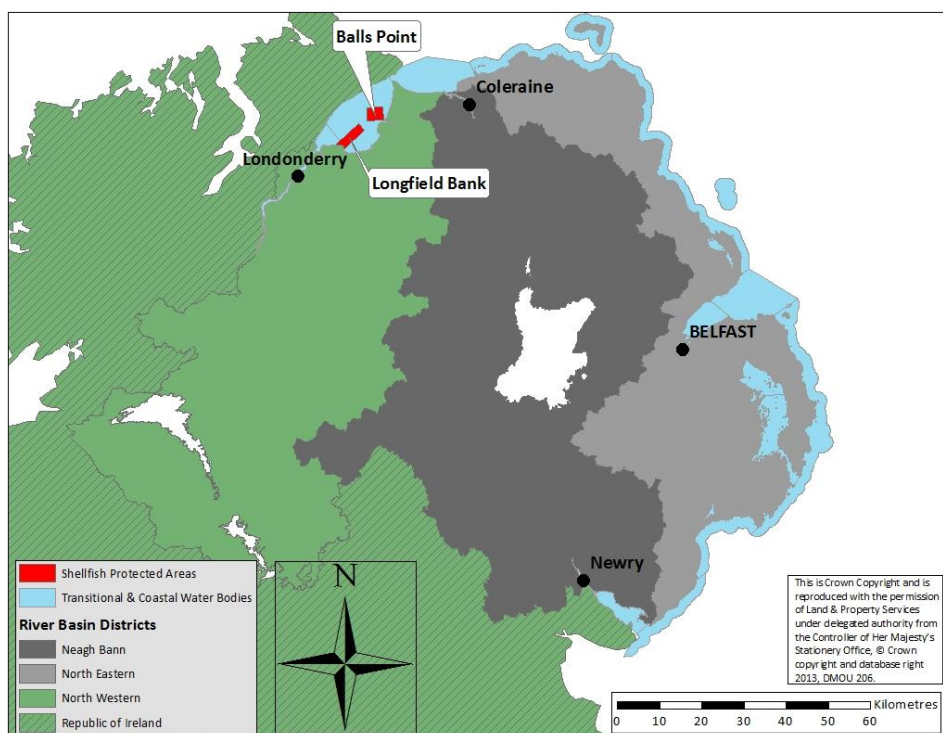 Balls Point
Coleraine
Londonderry
Longfield Bank
BELFAST
Newry
Shellfish Protected Areas
Transitional & Coastal Water Bodies
River Basin Districts
Neagh Bann
North Eastern
North Western
Republic of Ireland
N
This is Crown Copyright and is
reproduced with the permission
of Land & Property Services
under delegated authority from
the Controller of Her Majesty's
Stationery Office, © Crown
copyright and database right
2013, DMOU 206.
Kilometres
0 10 20 30 40 50 60